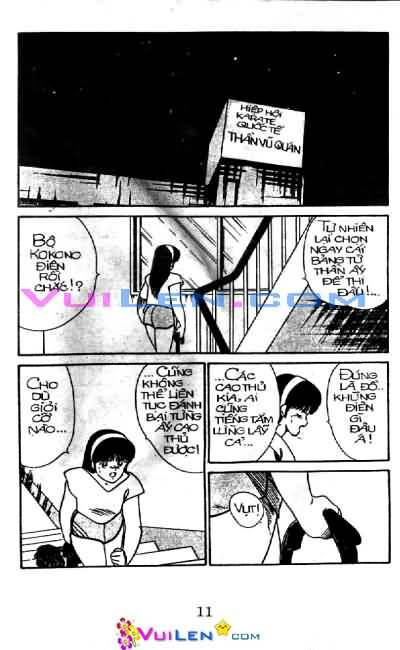 HIỆP HỘI
KARATE
QUỐC TẾ
THẦN VŨ QUÁN
BỘ
KOKONO
ĐIÊN
RỒI
CHẮC!?
TỰ NHIÊN
LẠI CHỌN
NGAY CÁI
BẢNG TỬ
THẦN ẤY
ĐỂ THI
ĐẤU!...
VUILEN.COM
CHO
DÙ
GIỎI
CỠ
NÀO...
...CŨNG
KHÔNG
THỂ LIÊN
TỤC ĐÁNH
BẠI TỪNG
ẤY CAO
THỦ
ĐƯỢC!
...CÁC
CAO THỦ
KIA, AI
CŨNG
TIẾNG TĂM
LỪNG LẪY
CẢ...
ĐÚNG
LÀ ĐỒ...
KHÙNG
ĐIÊN
GÌ
ĐÂU
Á!
VỤT!
11
VUILEN.COM